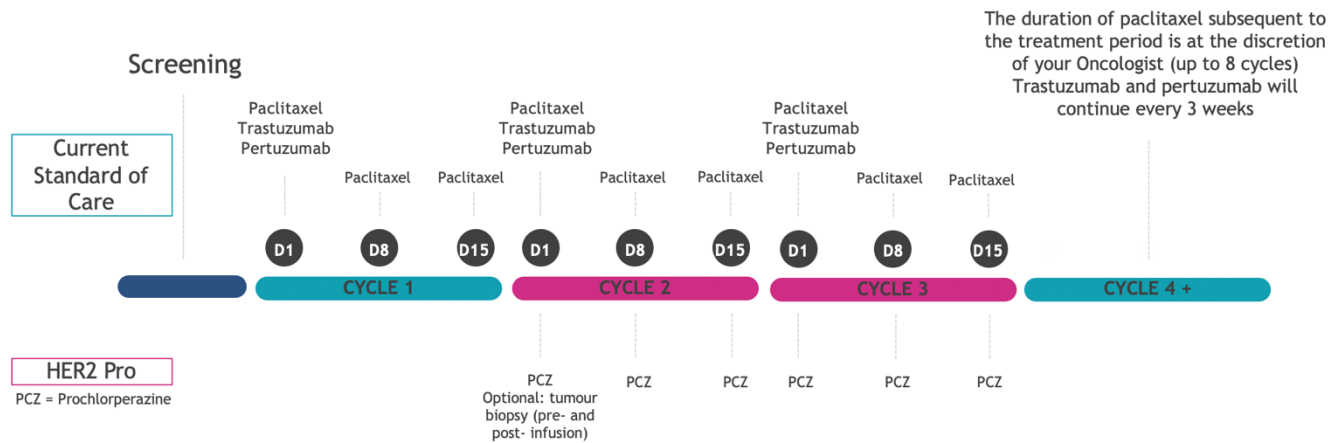 The duration of paclitaxel subsequent to
the treatment period is at the discretion
of your Oncologist (up to 8 cycles)
Trastuzumab and pertuzumab will
continue every 3 weeks
Screening
Current
Standard of
Care
Paclitaxel
Trastuzumab
Pertuzumab
Paclitaxel
Paclitaxel
Paclitaxel
Trastuzumab
Pertuzumab
Paclitaxel
Paclitaxel
Paclitaxel
Trastuzumab
Pertuzumab
Paclitaxel
Paclitaxel
D1
D8
D15
D1
D8
D15
D1
D8
D15
CYCLE 1
CYCLE 2
CYCLE 3
CYCLE 4 +
HER2 Pro
PCZ = Prochlorperazine
PCZ
Optional: tumour
biopsy (pre- and
post- infusion)
PCZ
PCZ
PCZ
PCZ
PCZ